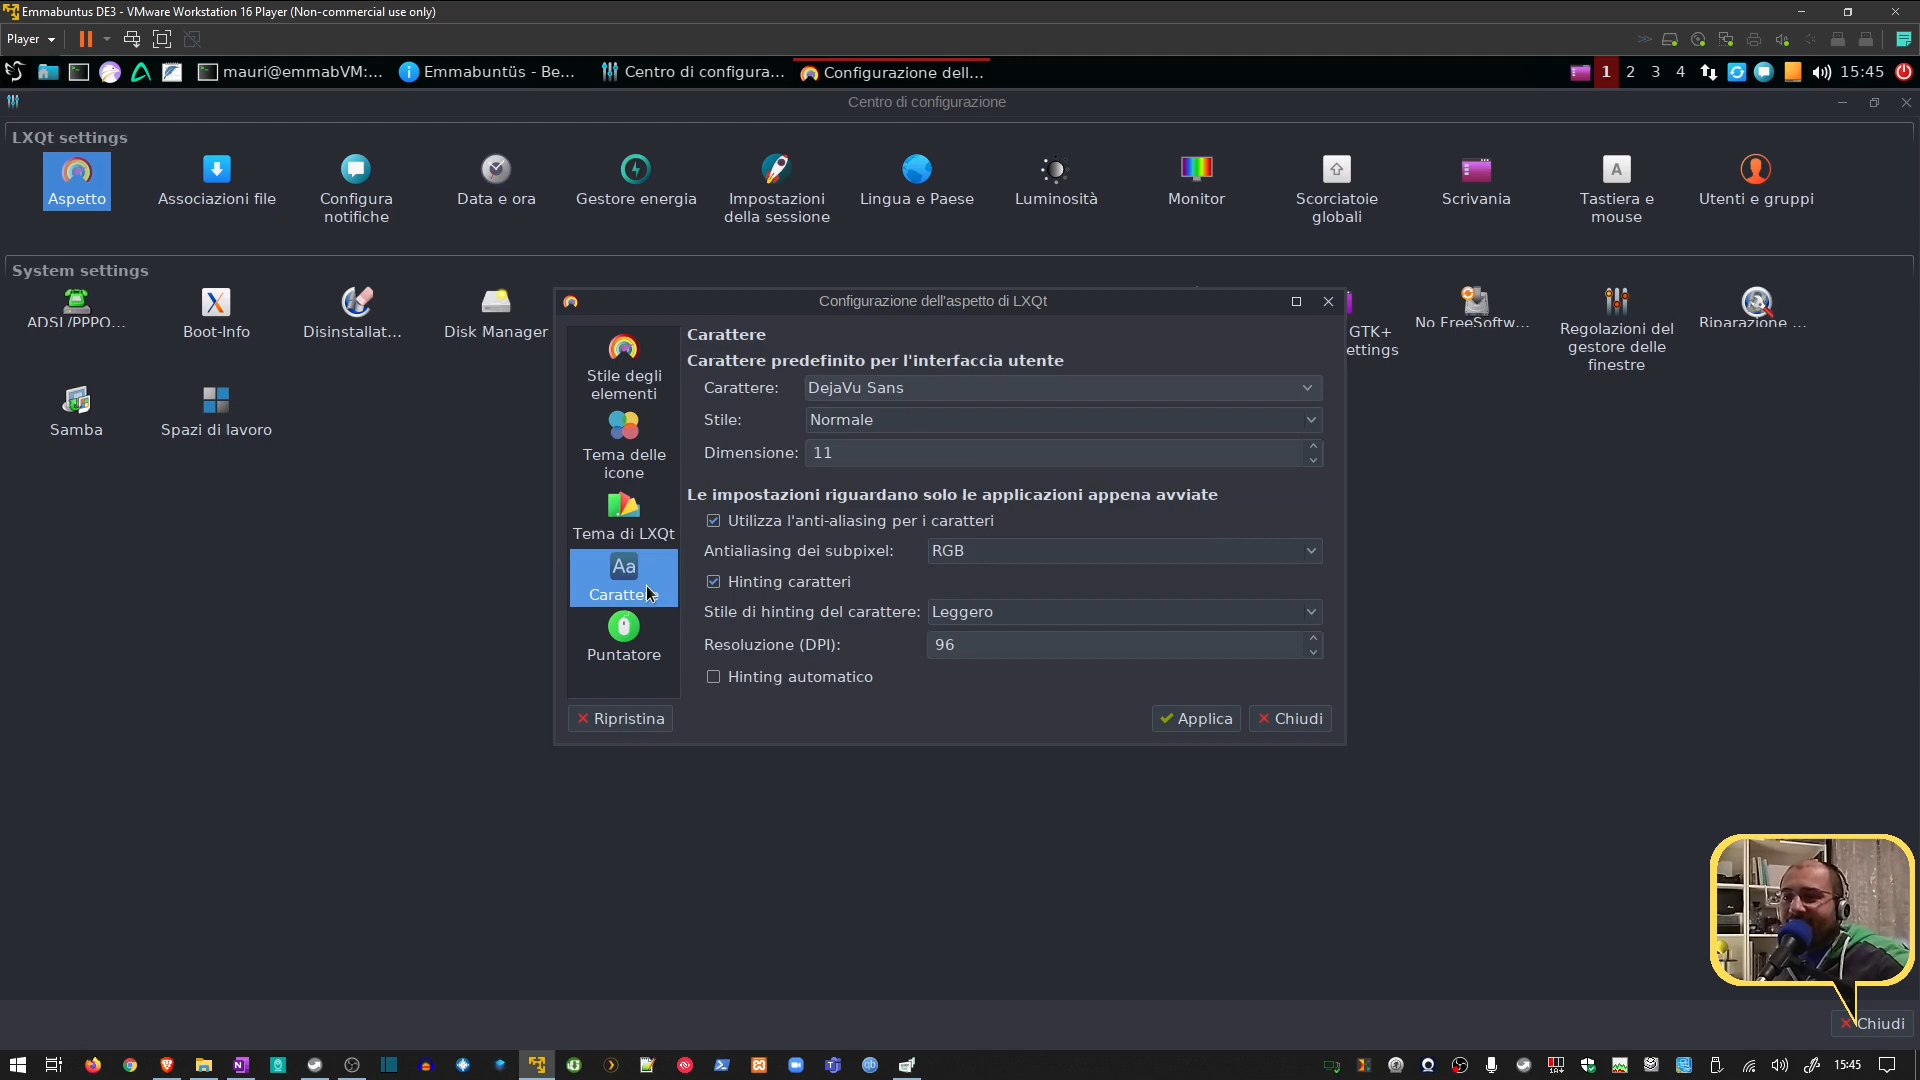 Emmabuntus DE3 - VMware Workstation 16 Player (Non-commercial use only)
Player
mauri@emmabVM:...
Emmabuntüs - Be...
Centro di configura...
Configurazione dell...
1 2 3 4
15:45
Centro di configurazione
LXQt settings
Aspetto
Associazioni file
Configura
notifiche
Data e ora
Gestore energia
Impostazioni
della sessione
Lingua e Paese
Luminosità
Monitor
Scorciatoie
globali
Scrivania
A
Tastiera e
mouse
Utenti e gruppi
System settings
ADSL/PPPO...
Boot-Info
Disinstallat...
Disk Manager
GTK+
ettings
No FreeSoftw...
Regolazioni del
gestore delle
finestre
Riparazione ...
Samba
Spazi di lavoro
Configurazione dell'aspetto di LXQt
Stile degli
elementi
Tema delle
icone
Tema di LXQt
Aa
Carattere
Puntatore
Carattere
Carattere predefinito per l'interfaccia utente
Carattere: DejaVu Sans
Stile: Normale
Dimensione: 11
Le impostazioni riguardano solo le applicazioni appena avviate
Utilizza l'anti-aliasing per i caratteri
Antialiasing dei subpixel: RGB
Hinting caratteri
Stile di hinting del carattere: Leggero
Resoluzione (DPI): 96
Hinting automatico
Ripristina
Applica
Chiudi
Chiudi
15:45